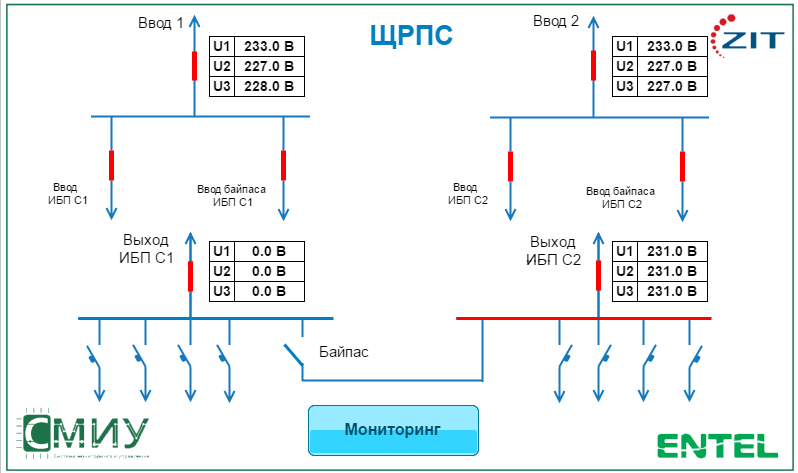 Ввод 1
ЩРПС
Ввод 2
ZIT
U1 233.0 В
U2 227.0 В
U3 228.0 В
U1 233.0 В
U2 227.0 В
U3 227.0 В
Ввод
ИБП С1
Ввод байпаса
ИБП С1
Ввод
ИБП С2
Ввод байпаса
ИБП С2
Выход
ИБП С1
U1 0.0 В
U2 0.0 В
U3 0.0 В
Выход
ИБП С2
U1 231.0 В
U2 231.0 В
U3 231.0 В
Байпас
Мониторинг
СМИУ
Система мониторинга и управления
ENTEL